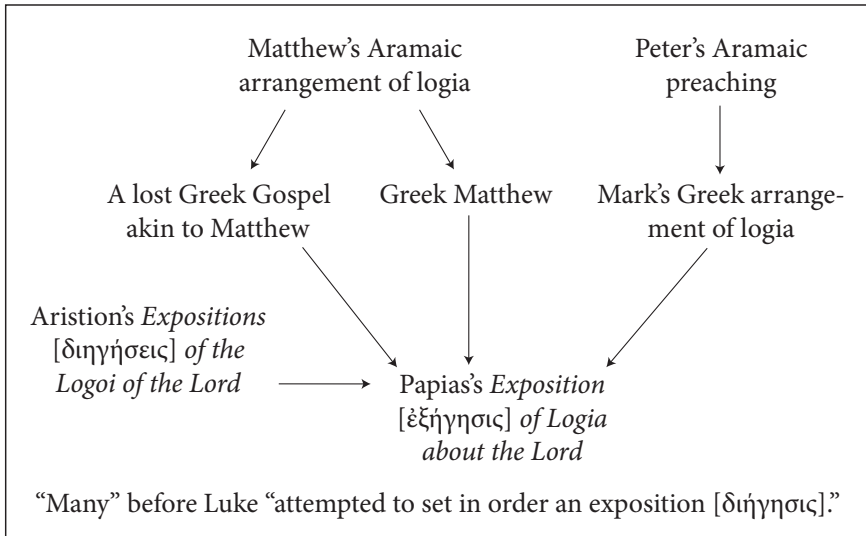 Matthew’s Aramaic
arrangement of logia
Peter’s Aramaic
preaching
A lost Greek Gospel
akin to Matthew
Greek Matthew
Mark’s Greek arrange-
ment of logia
Aristion’s Expositions
[διηγήσεις] of the
Logoi of the Lord
Papias’s Exposition
[ἐξήγησις] of Logia
about the Lord
“Many” before Luke “attempted to set in order an exposition [διήγησις].”